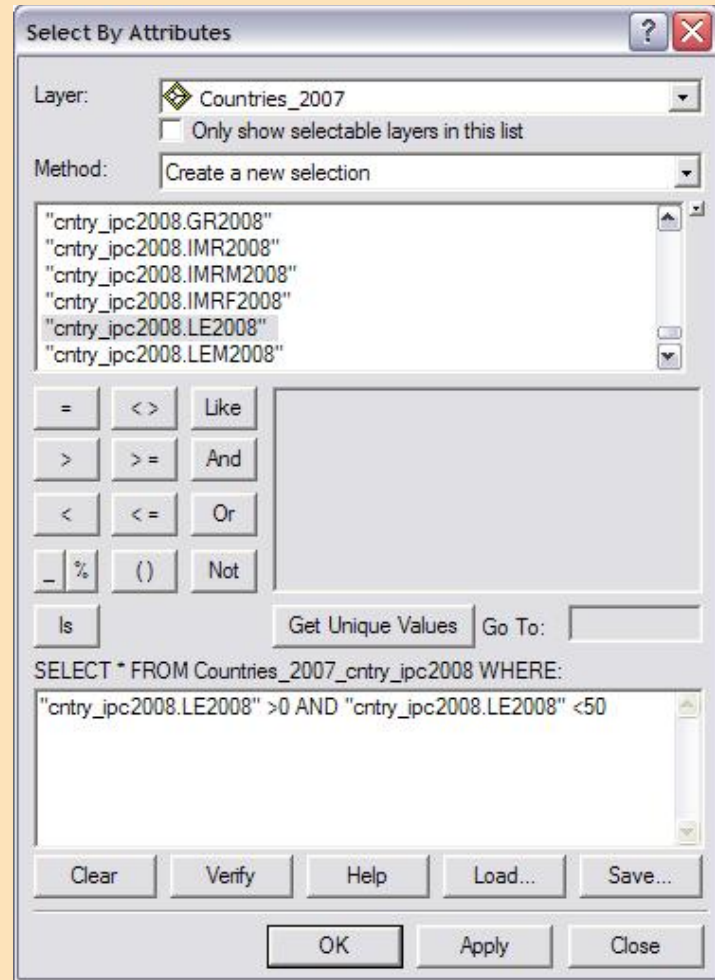 Select By Attributes
?
Layer: Countries_2007
Only show selectable layers in this list
Method: Create a new selection
"cntry_ipc2008.GR2008"
"cntry_ipc2008.IMR2008"
"cntry_ipc2008.IMRM2008"
"cntry_ipc2008.IMRF2008"
"cntry_ipc2008.LE2008"
"cntry_ipc2008.LEM2008"
= < > Like
> > = And
< < = Or
_ % ( ) Not
Is Get Unique Values Go To:
SELECT * FROM Countries_2007_cntry_ipc2008 WHERE:
"cntry_ipc2008.LE2008" >0 AND "cntry_ipc2008.LE2008" <50
Clear Verify Help Load... Save...
OK Apply Close